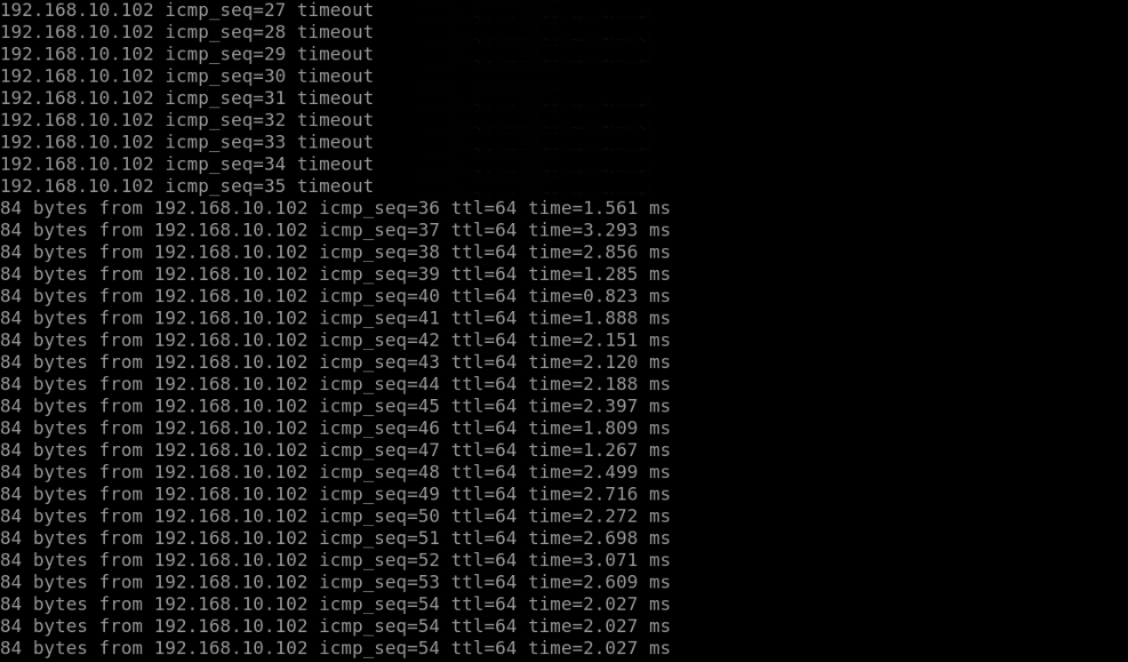 192.168.10.102 icmp_seq=27 timeout
192.168.10.102 icmp_seq=28 timeout
192.168.10.102 icmp_seq=29 timeout
192.168.10.102 icmp_seq=30 timeout
192.168.10.102 icmp_seq=31 timeout
192.168.10.102 icmp_seq=32 timeout
192.168.10.102 icmp_seq=33 timeout
192.168.10.102 icmp_seq=34 timeout
192.168.10.102 icmp_seq=35 timeout
84 bytes from 192.168.10.102 icmp_seq=36 ttl=64 time=1.561 ms
84 bytes from 192.168.10.102 icmp_seq=37 ttl=64 time=3.293 ms
84 bytes from 192.168.10.102 icmp_seq=38 ttl=64 time=2.856 ms
84 bytes from 192.168.10.102 icmp_seq=39 ttl=64 time=1.285 ms
84 bytes from 192.168.10.102 icmp_seq=40 ttl=64 time=0.823 ms
84 bytes from 192.168.10.102 icmp_seq=41 ttl=64 time=1.888 ms
84 bytes from 192.168.10.102 icmp_seq=42 ttl=64 time=2.151 ms
84 bytes from 192.168.10.102 icmp_seq=43 ttl=64 time=2.120 ms
84 bytes from 192.168.10.102 icmp_seq=44 ttl=64 time=2.188 ms
84 bytes from 192.168.10.102 icmp_seq=45 ttl=64 time=2.397 ms
84 bytes from 192.168.10.102 icmp_seq=46 ttl=64 time=1.809 ms
84 bytes from 192.168.10.102 icmp_seq=47 ttl=64 time=1.267 ms
84 bytes from 192.168.10.102 icmp_seq=48 ttl=64 time=2.499 ms
84 bytes from 192.168.10.102 icmp_seq=49 ttl=64 time=2.716 ms
84 bytes from 192.168.10.102 icmp_seq=50 ttl=64 time=2.272 ms
84 bytes from 192.168.10.102 icmp_seq=51 ttl=64 time=2.698 ms
84 bytes from 192.168.10.102 icmp_seq=52 ttl=64 time=3.071 ms
84 bytes from 192.168.10.102 icmp_seq=53 ttl=64 time=2.609 ms
84 bytes from 192.168.10.102 icmp_seq=54 ttl=64 time=2.027 ms
84 bytes from 192.168.10.102 icmp_seq=54 ttl=64 time=2.027 ms
84 bytes from 192.168.10.102 icmp_seq=54 ttl=64 time=2.027 ms